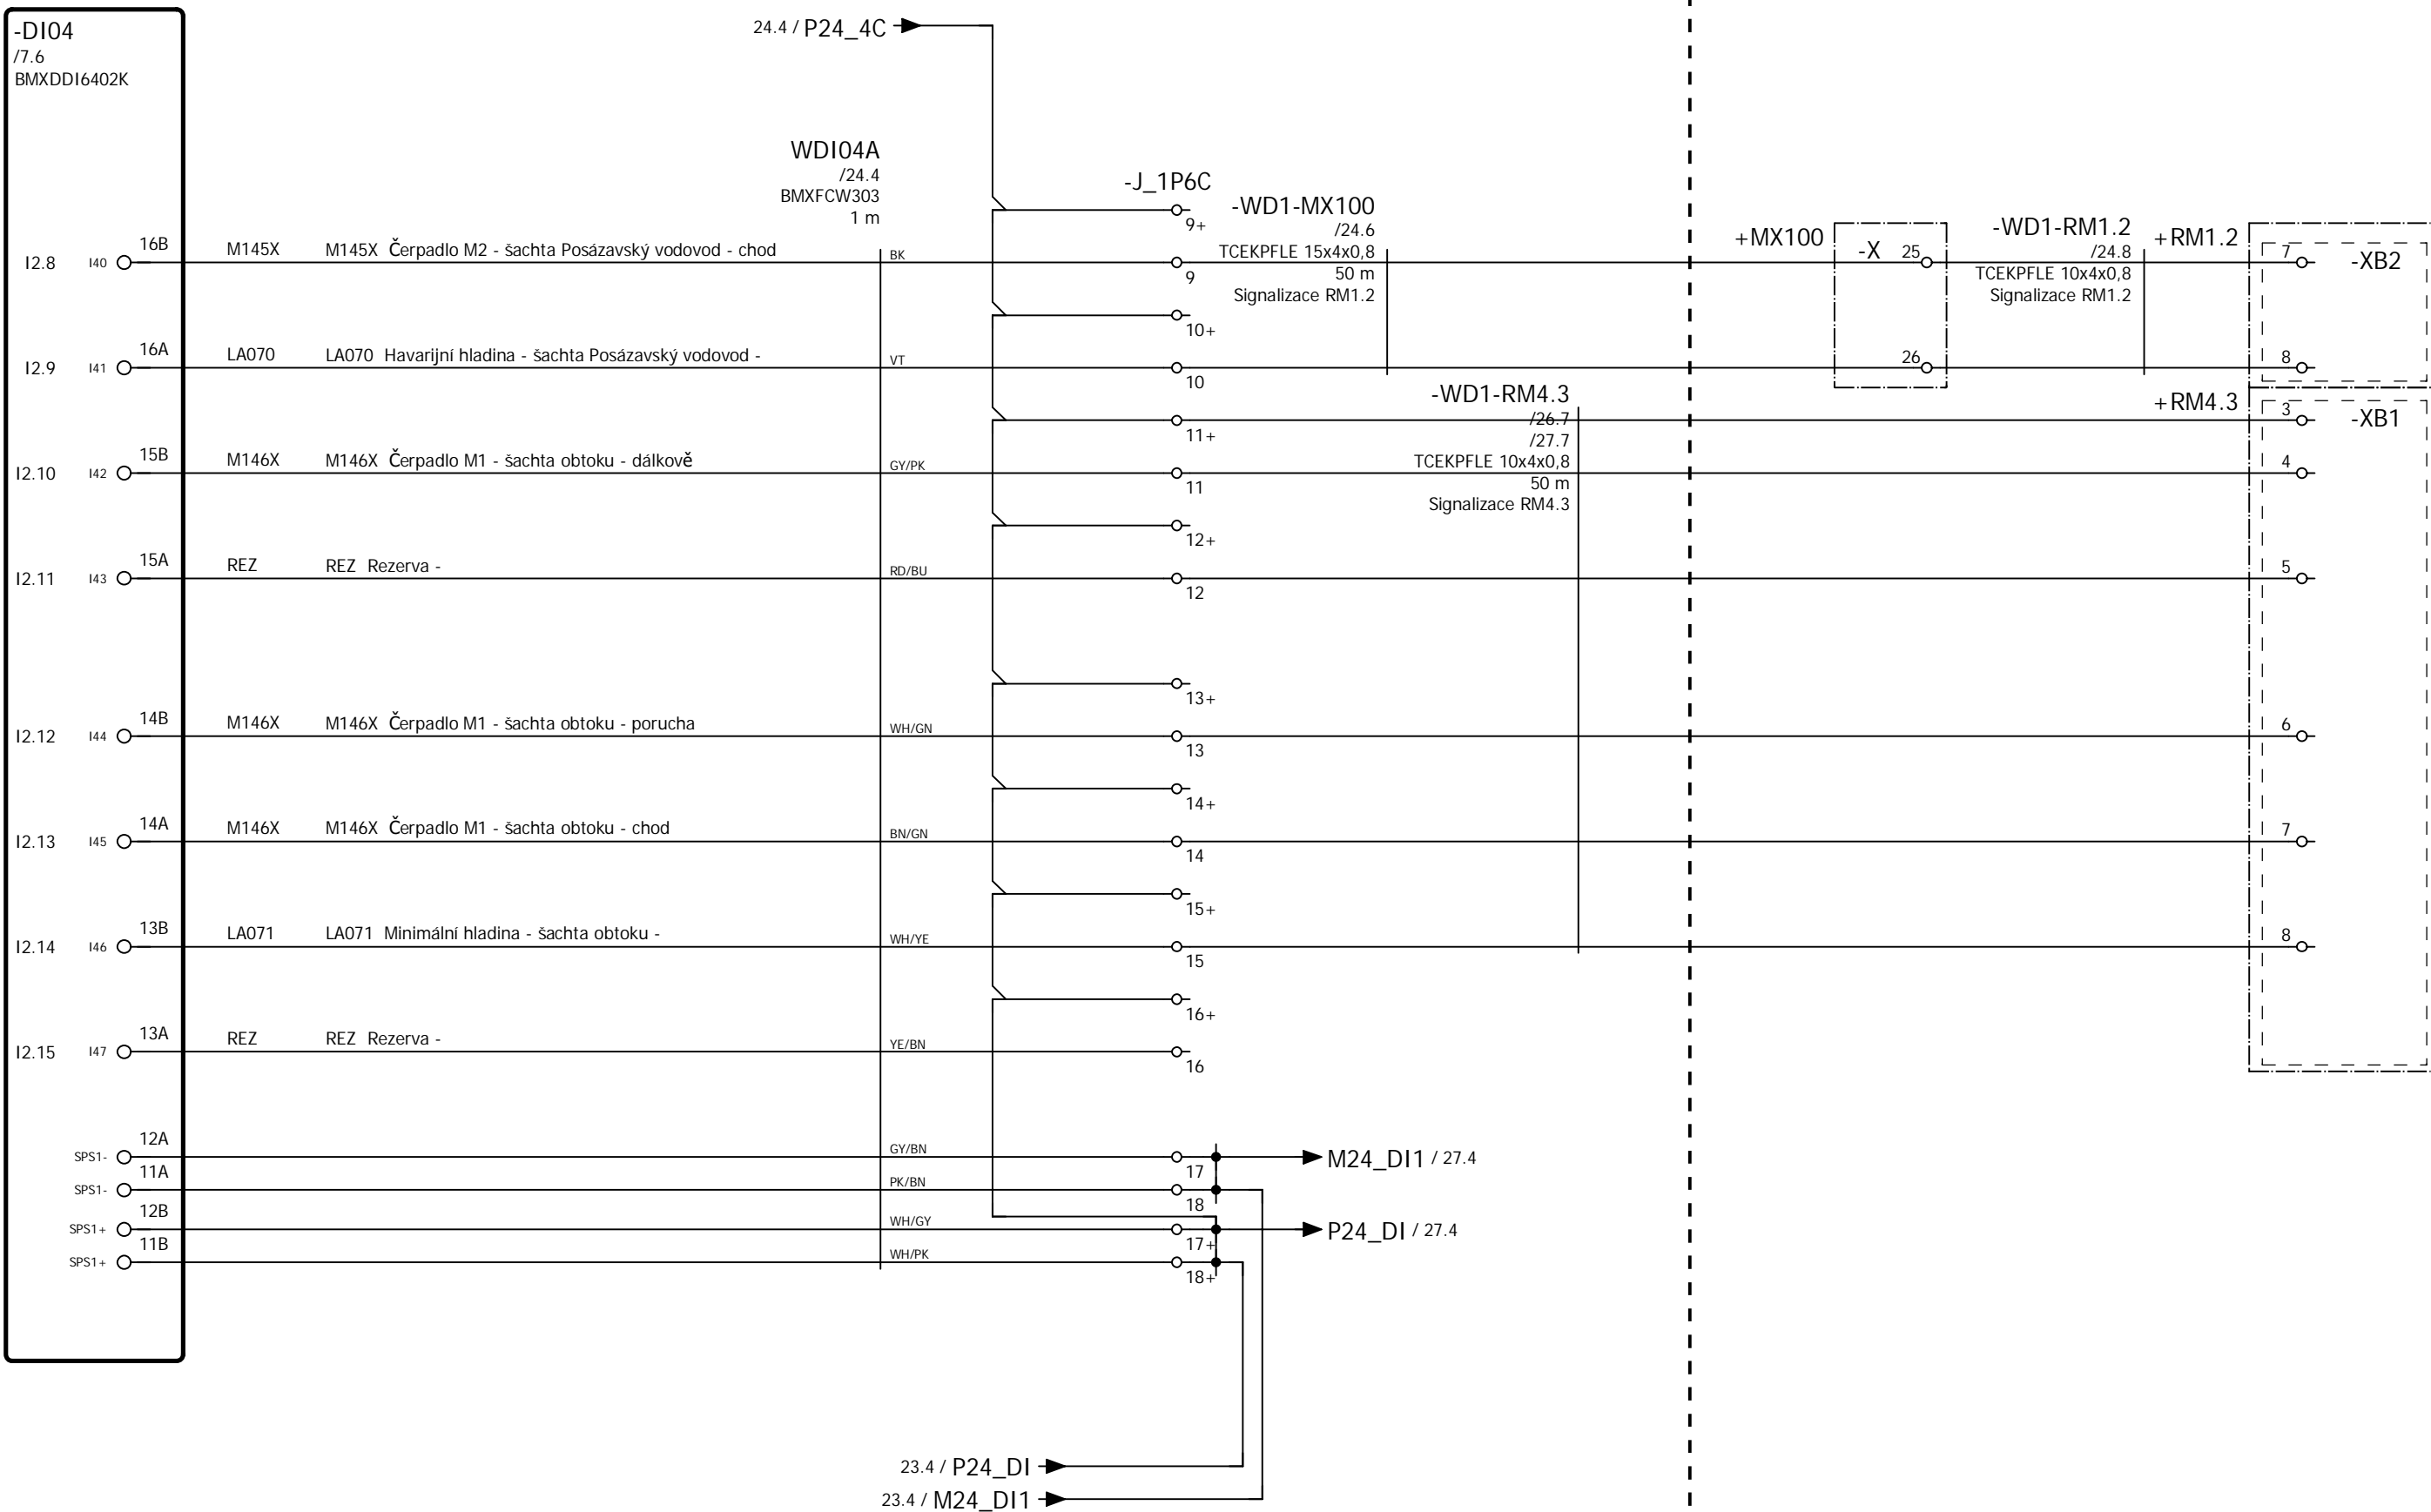 -DI04
/7.6
BMXDDI6402K
24.4 / P24_4C
WDI04A
/24.4
BMXFCW303
1 m
-J_1P6C
9+
-WD1-MX100
/24.6
TCEKPFLE 15x4x0,8
50 m
Signalizace RM1.2
+MX100
-X
-WD1-RM1.2
/24.8
TCEKPFLE 10x4x0,8
Signalizace RM1.2
+RM1.2
-XB2
I2.8 I40 16B M145X M145X Čerpadlo M2 - šachta Posázavský vodovod - chod BK 9 25 7
10+
I2.9 I41 16A LA070 LA070 Havarijní hladina - šachta Posázavský vodovod - VT 10 26 8
-WD1-RM4.3
/26.7
/27.7
TCEKPFLE 10x4x0,8
50 m
Signalizace RM4.3
+RM4.3
-XB1
11+ 3
I2.10 I42 15B M146X M146X Čerpadlo M1 - šachta obtoku - dálkově GY/PK 11 4
12+
I2.11 I43 15A REZ REZ Rezerva - RD/BU 12 5
13+
I2.12 I44 14B M146X M146X Čerpadlo M1 - šachta obtoku - porucha WH/GN 13 6
14+
I2.13 I45 14A M146X M146X Čerpadlo M1 - šachta obtoku - chod BN/GN 14 7
15+
I2.14 I46 13B LA071 LA071 Minimální hladina - šachta obtoku - WH/YE 15 8
16+
I2.15 I47 13A REZ REZ Rezerva - YE/BN 16
SPS1- 12A GY/BN 17 M24_DI1 / 27.4
SPS1- 11A PK/BN 18
SPS1+ 12B WH/GY 17+ P24_DI / 27.4
SPS1+ 11B WH/PK 18+
23.4 / P24_DI
23.4 / M24_DI1